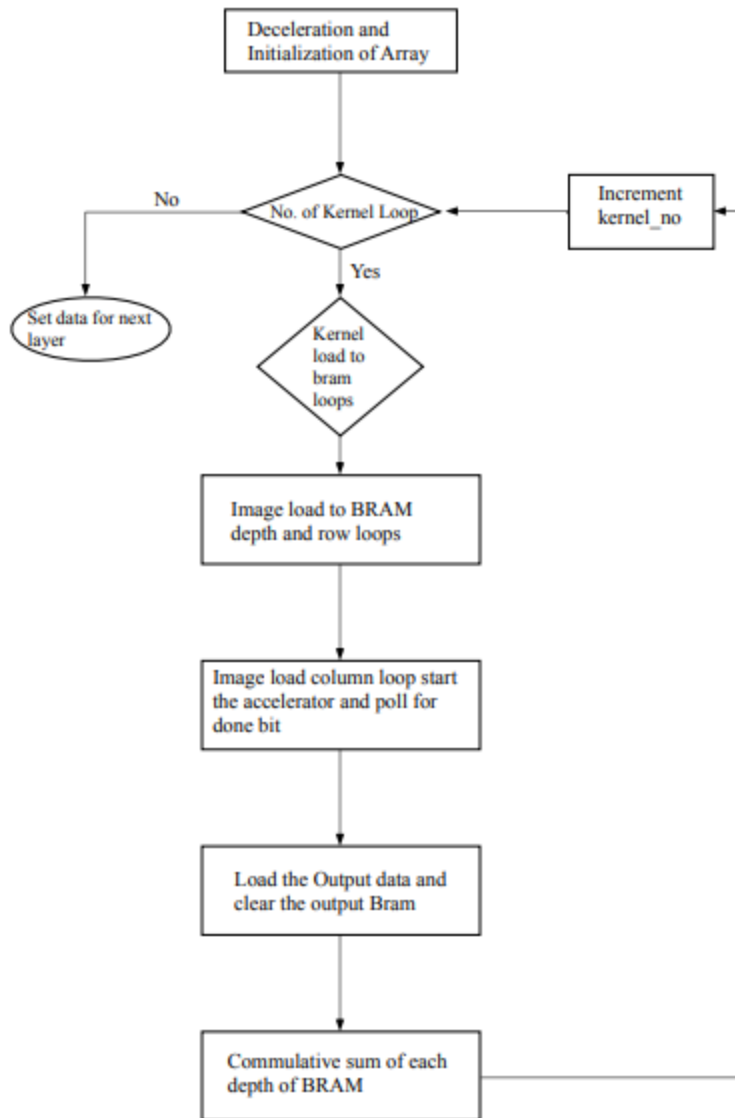 Deceleration and
Initialization of Array
No
No. of Kernel Loop
Increment
kernel_no
Yes
Set data for next
layer
Kernel
load to
bram
loops
Image load to BRAM
depth and row loops
Image load column loop start
the accelerator and poll for
done bit
Load the Output data and
clear the output Bram
Commulative sum of each
depth of BRAM